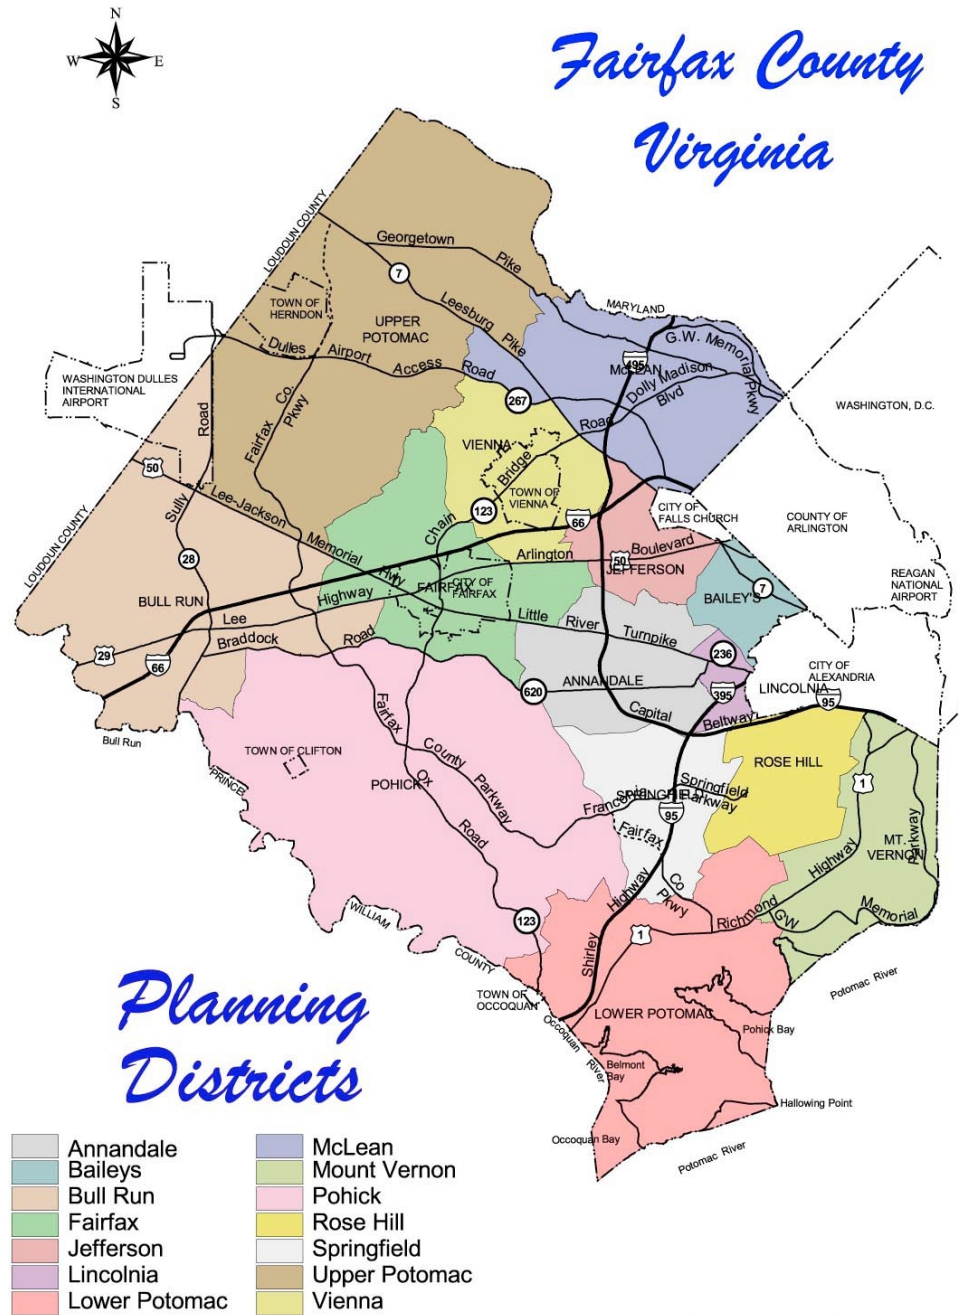 N
W E
S
Fairfax County
Virginia
LOUDOUN COUNTY
Georgetown Pike
7
Leesburg Pike
MARYLAND
TOWN OF
HERNDON
UPPER
POTOMAC
G.W. Memorial Pkwy
495
McLEAN
Dolly Madison
Blvd
Dulles Airport Access Road
WASHINGTON DULLES
INTERNATIONAL
AIRPORT
267
WASHINGTON, D.C.
Fairfax Co. Pkwy
Sully Road
VIENNA
Chain Bridge Road
TOWN OF
VIENNA
50
Lee-Jackson Memorial Hwy
123
66
CITY OF
FALLS CHURCH
COUNTY OF
ARLINGTON
LOUDOUN COUNTY
28
Arlington Boulevard
50
JEFFERSON
REAGAN
NATIONAL
AIRPORT
FAIRFAX
CITY OF
FAIRFAX
BAILEY'S
7
BULL RUN
Lee Highway
Little River Turnpike
236
Braddock Road
29
66
620
ANNANDALE
395
LINCOLNIA
CITY OF
ALEXANDRIA
95
Capital Beltway
Bull Run
TOWN OF CLIFTON
PRINCE
WILLIAM
COUNTY
POHICK
Fairfax County Parkway
Ox Road
Franconia
SPRINGFIELD
Springfield
Parkway
95
ROSE HILL
1
MT.
VERNON
Parkway
Fairfax
Co
Pkwy
Shirley Highway
Richmond Highway
GW Memorial
123
1
TOWN OF
OCCOQUAN
Occoquan River
LOWER POTOMAC
Potomac River
Pohick Bay
Belmont
Bay
Hallowing Point
Occoquan Bay
Potomac River
Planning
Districts
Annandale
Baileys
Bull Run
Fairfax
Jefferson
Lincolnia
Lower Potomac
McLean
Mount Vernon
Pohick
Rose Hill
Springfield
Upper Potomac
Vienna